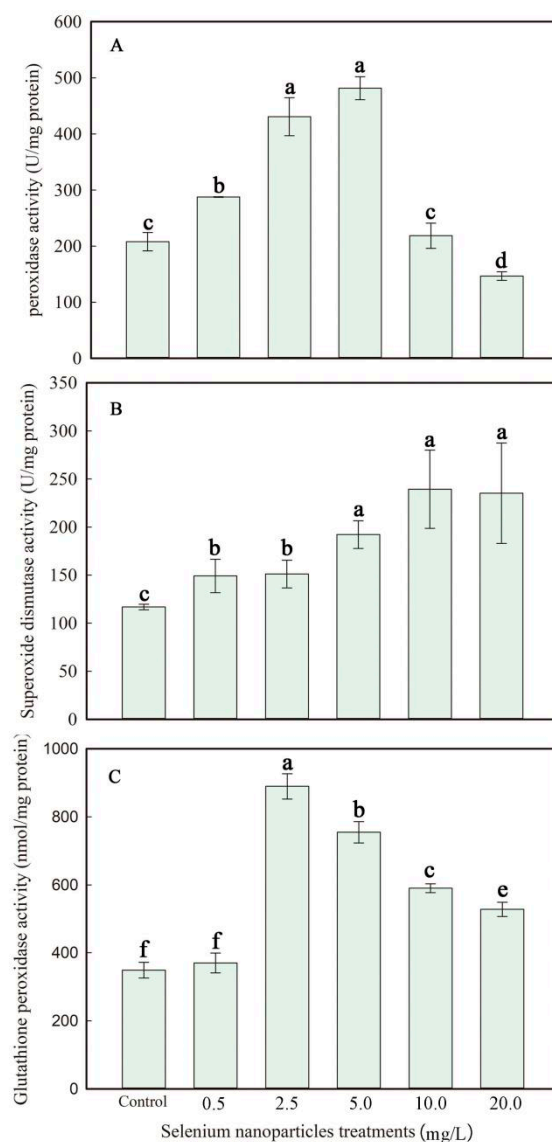 A
peroxidase activity (U/mg protein)
600
500
400
300
200
100
0
c
b
a
a
c
d
B
Superoxide dismutase activity (U/mg protein)
350
300
250
200
150
100
50
0
c
b
b
a
a
a
C
Glutathione peroxidase activity (nmol/mg protein)
1000
800
600
400
200
0
f
f
a
b
c
e
Control 0.5 2.5 5.0 10.0 20.0
Selenium nanoparticles treatments (mg/L)